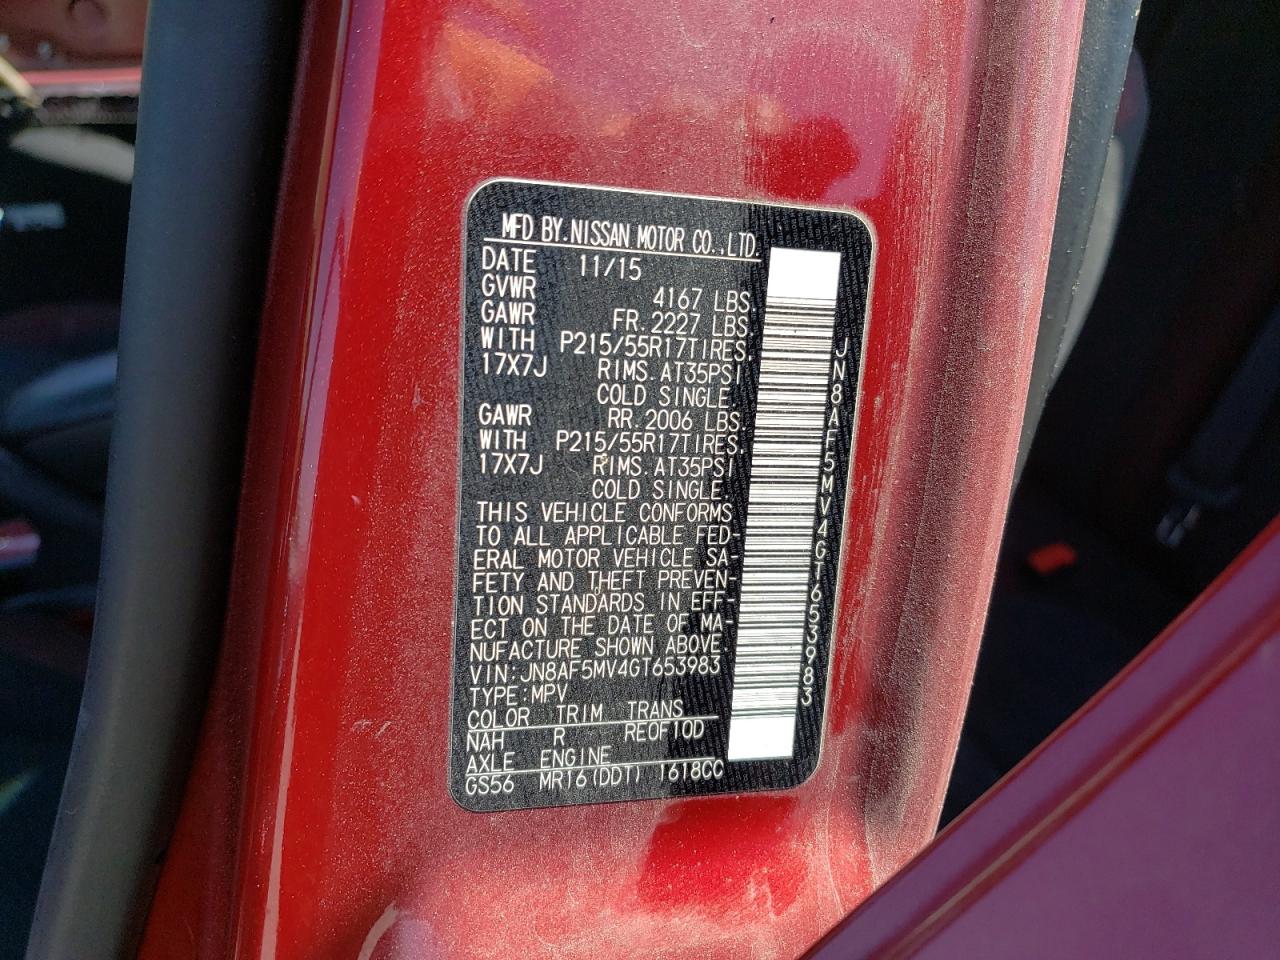 MFD BY.NISSAN MOTOR CO.,LTD.
DATE 11/15
GVWR 4167 LBS.
GAWR FR.2227 LBS.
WITH P215/55R17TIRES.
17X7J RIMS.AT35PSI
COLD SINGLE.
GAWR RR.2006 LBS.
WITH P215/55R17TIRES.
17X7J RIMS.AT35PSI
COLD SINGLE.
THIS VEHICLE CONFORMS
TO ALL APPLICABLE FED-
ERAL MOTOR VEHICLE SA-
FETY AND THEFT PREVEN-
TION STANDARDS IN EFF-
ECT ON THE DATE OF MA-
NUFACTURE SHOWN ABOVE
VIN:JN8AF5MV4GT653983
TYPE:MPV
COLOR TRIM TRANS
NAH R REOF10D
AXLE ENGINE
GS56 MR16(DDT) 1618CC
JN8AF5MV4GT653983